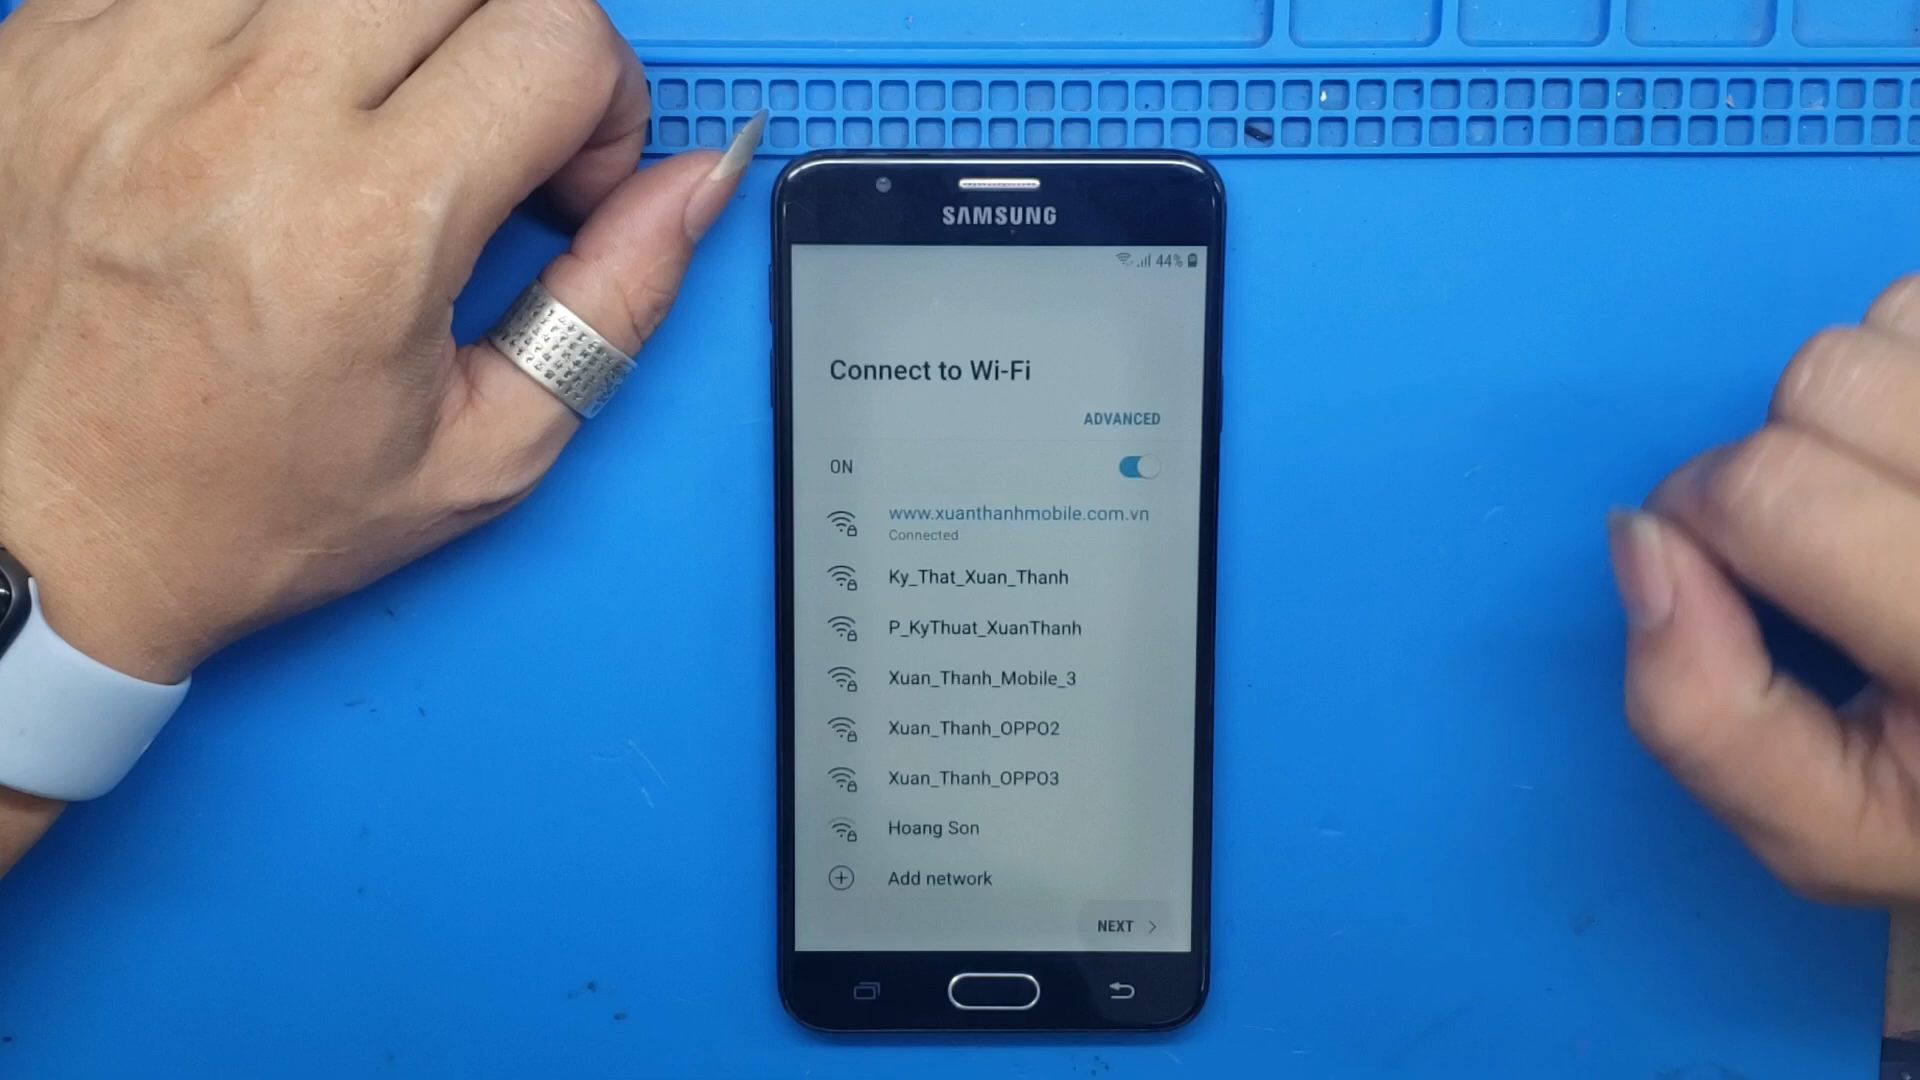 SAMSUNG
44%
Connect to Wi-Fi
ADVANCED
ON
www.xuanthanhmobile.com.vn
Connected
Ky_That_Xuan_Thanh
P_KyThuat_XuanThanh
Xuan_Thanh_Mobile_3
Xuan_Thanh_OPPO2
Xuan_Thanh_OPPO3
Hoang Son
Add network
NEXT